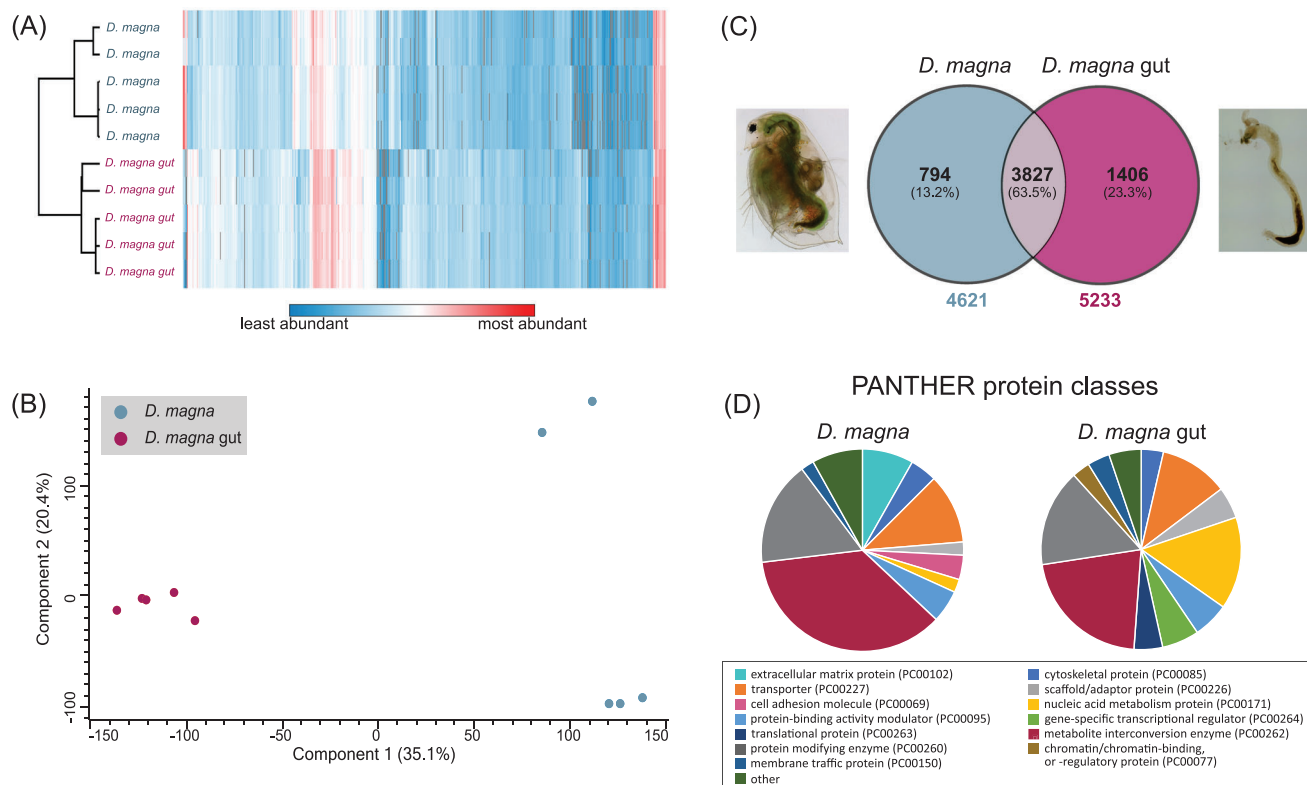 (A)
D. magna
D. magna
D. magna
D. magna
D. magna
D. magna gut
D. magna gut
D. magna gut
D. magna gut
D. magna gut
least abundant
most abundant
(B)
D. magna
D. magna gut
Component 2 (20.4%)
100
0
-100
-150
-100
-50
0
50
100
150
Component 1 (35.1%)
(C)
D. magna
D. magna gut
794
(13.2%)
3827
(63.5%)
1406
(23.3%)
4621
5233
PANTHER protein classes
(D)
D. magna
D. magna gut
extracellular matrix protein (PC00102)
transporter (PC00227)
cell adhesion molecule (PC00069)
protein-binding activity modulator (PC00095)
translational protein (PC00263)
protein modifying enzyme (PC00260)
membrane traffic protein (PC00150)
other
cytoskeletal protein (PC00085)
scaffold/adaptor protein (PC00226)
nucleic acid metabolism protein (PC00171)
gene-specific transcriptional regulator (PC00264)
metabolite interconversion enzyme (PC00262)
chromatin/chromatin-binding,
or -regulatory protein (PC00077)